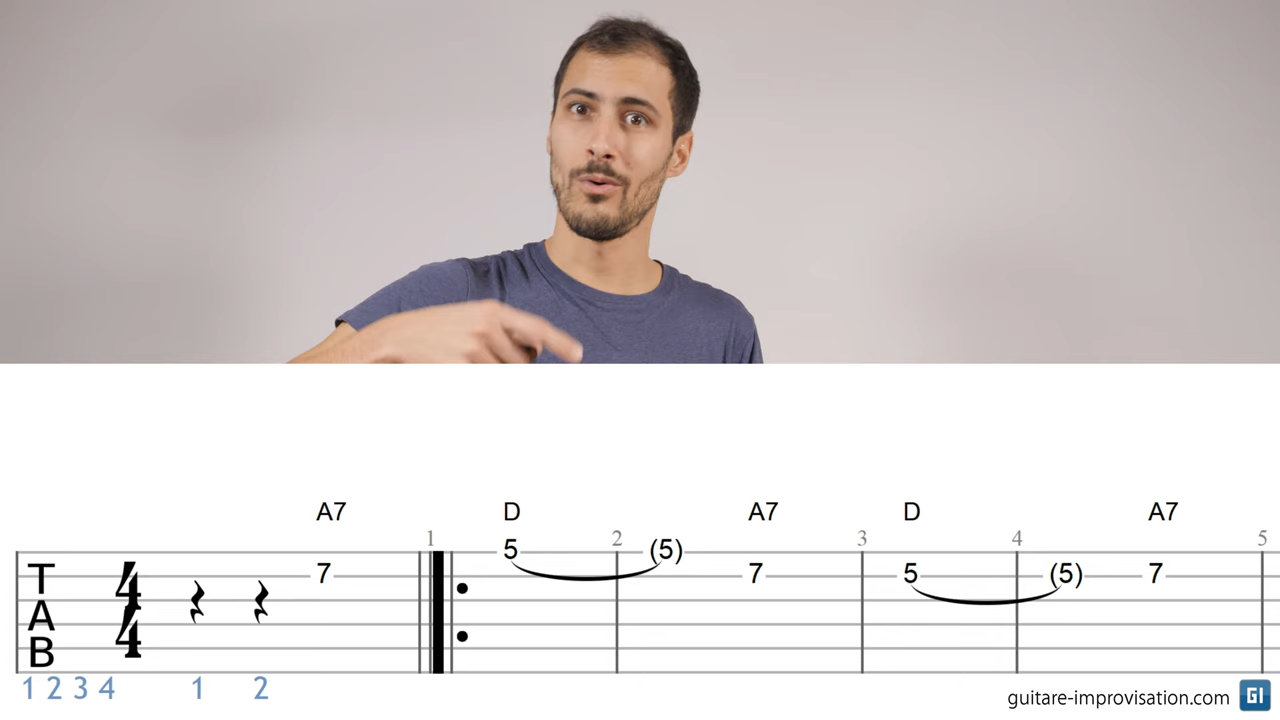 A7 D A7 D A7
1 2 3 4 5
5 (5)
7 7 5 (5) 7
T
A
B
4
4
1 2 3 4 1 2
guitare-improvisation.com GI